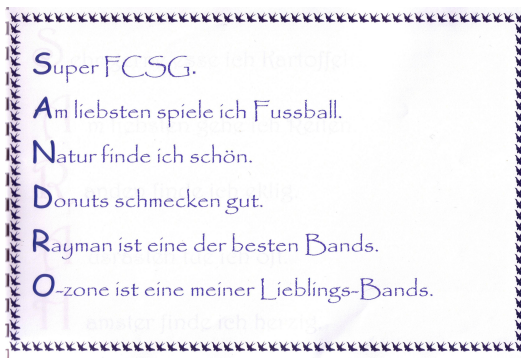 Super FCSG.
Am liebsten spiele ich Fussball.
Natur finde ich schön.
Donuts schmecken gut.
Rayman ist eine der besten Bands.
O-zone ist eine meiner Lieblings-Bands.